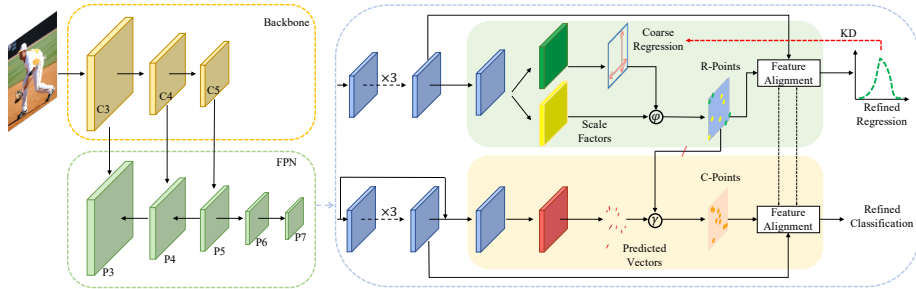 Backbone
C3
C4
C5
FPN
P3
P4
P5
P6
P7
×3
Coarse
Regression
Scale
Factors
φ
R-Points
Feature
Alignment
KD
Refined
Regression
×3
Predicted
Vectors
γ
C-Points
Feature
Alignment
Refined
Classification